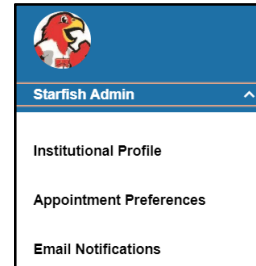 Starfish Admin
Institutional Profile
Appointment Preferences
Email Notifications